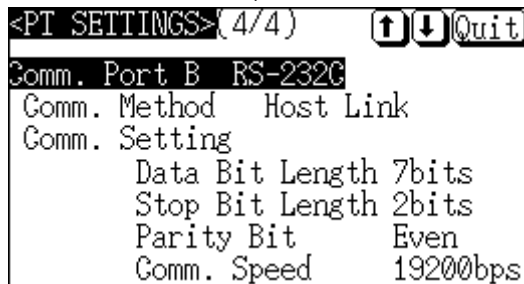 <PT SETTINGS>(4/4) ↑ ↓ Quit
Comm. Port B RS-232C
Comm. Method Host Link
Comm. Setting
Data Bit Length 7bits
Stop Bit Length 2bits
Parity Bit Even
Comm. Speed 19200bps